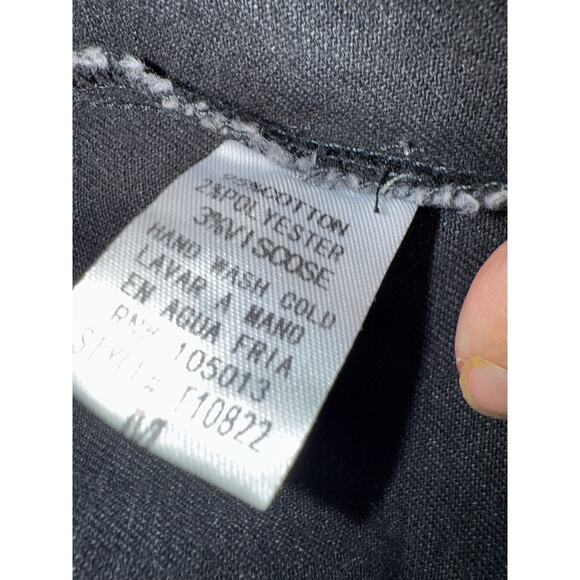 COTTON
2%POLYESTER
3%VISCOSE
HAND WASH COLD
LAVAR A MANO
EN AGUA FRIA
RN# 105013
STYLE# T10822